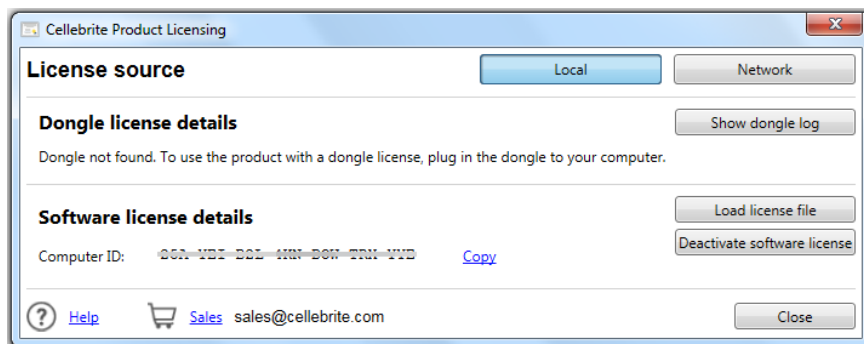 Cellebrite Product Licensing
License source
Local
Network
Dongle license details
Show dongle log
Dongle not found. To use the product with a dongle license, plug in the dongle to your computer.
Software license details
Load license file
Computer ID:
Copy
Deactivate software license
Help
Sales sales@cellebrite.com
Close